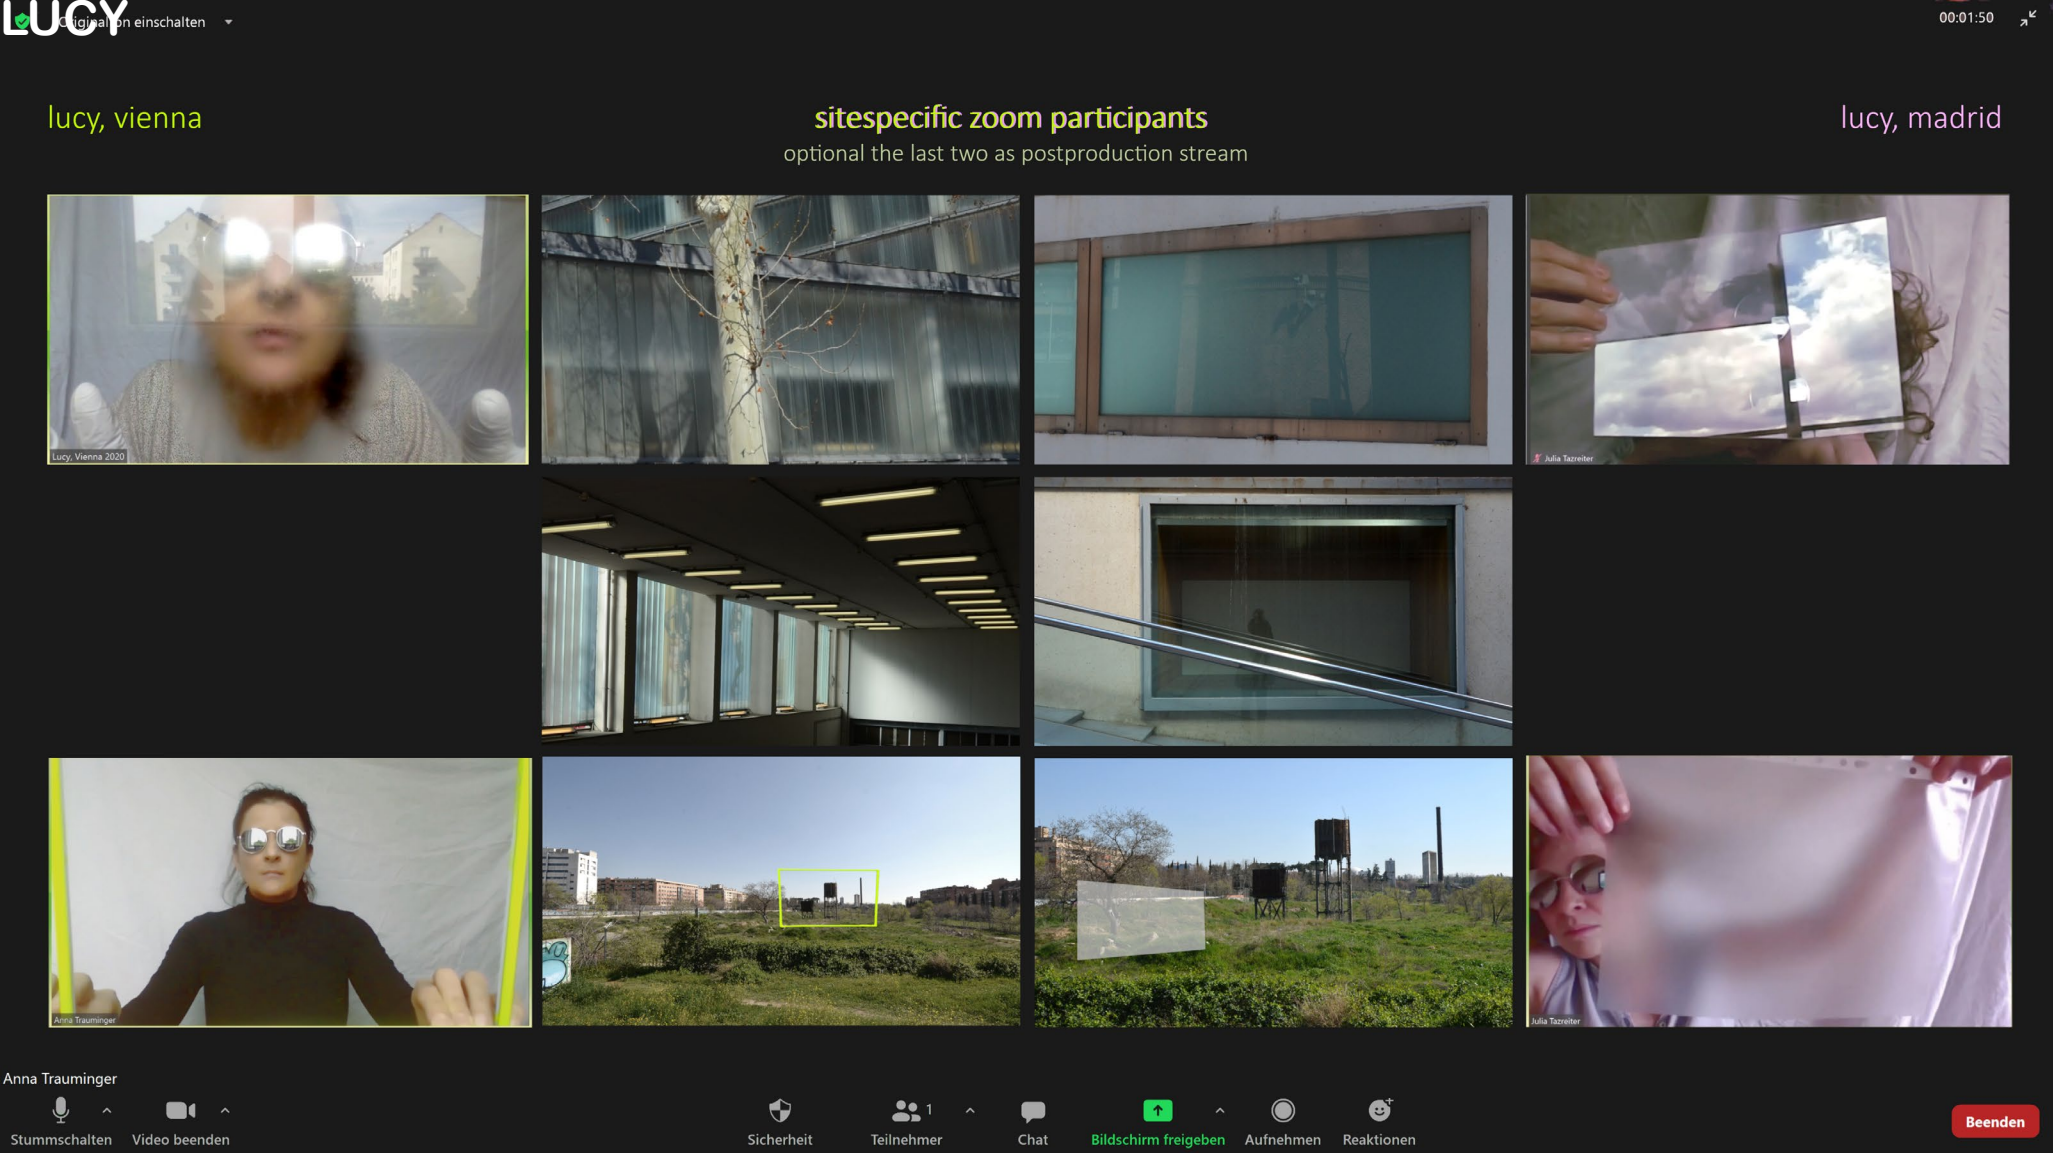 LUCY
Originalton einschalten
00:01:50
lucy, vienna
sitespecific zoom participants
lucy, madrid
optional the last two as postproduction stream
Lucy, Vienna 2020
Julia Tazreiter
Anna Trauminger
Julia Tazreiter
Anna Trauminger
1
Stummschalten
Video beenden
Sicherheit
Teilnehmer
Chat
Bildschirm freigeben
Aufnehmen
Reaktionen
Beenden